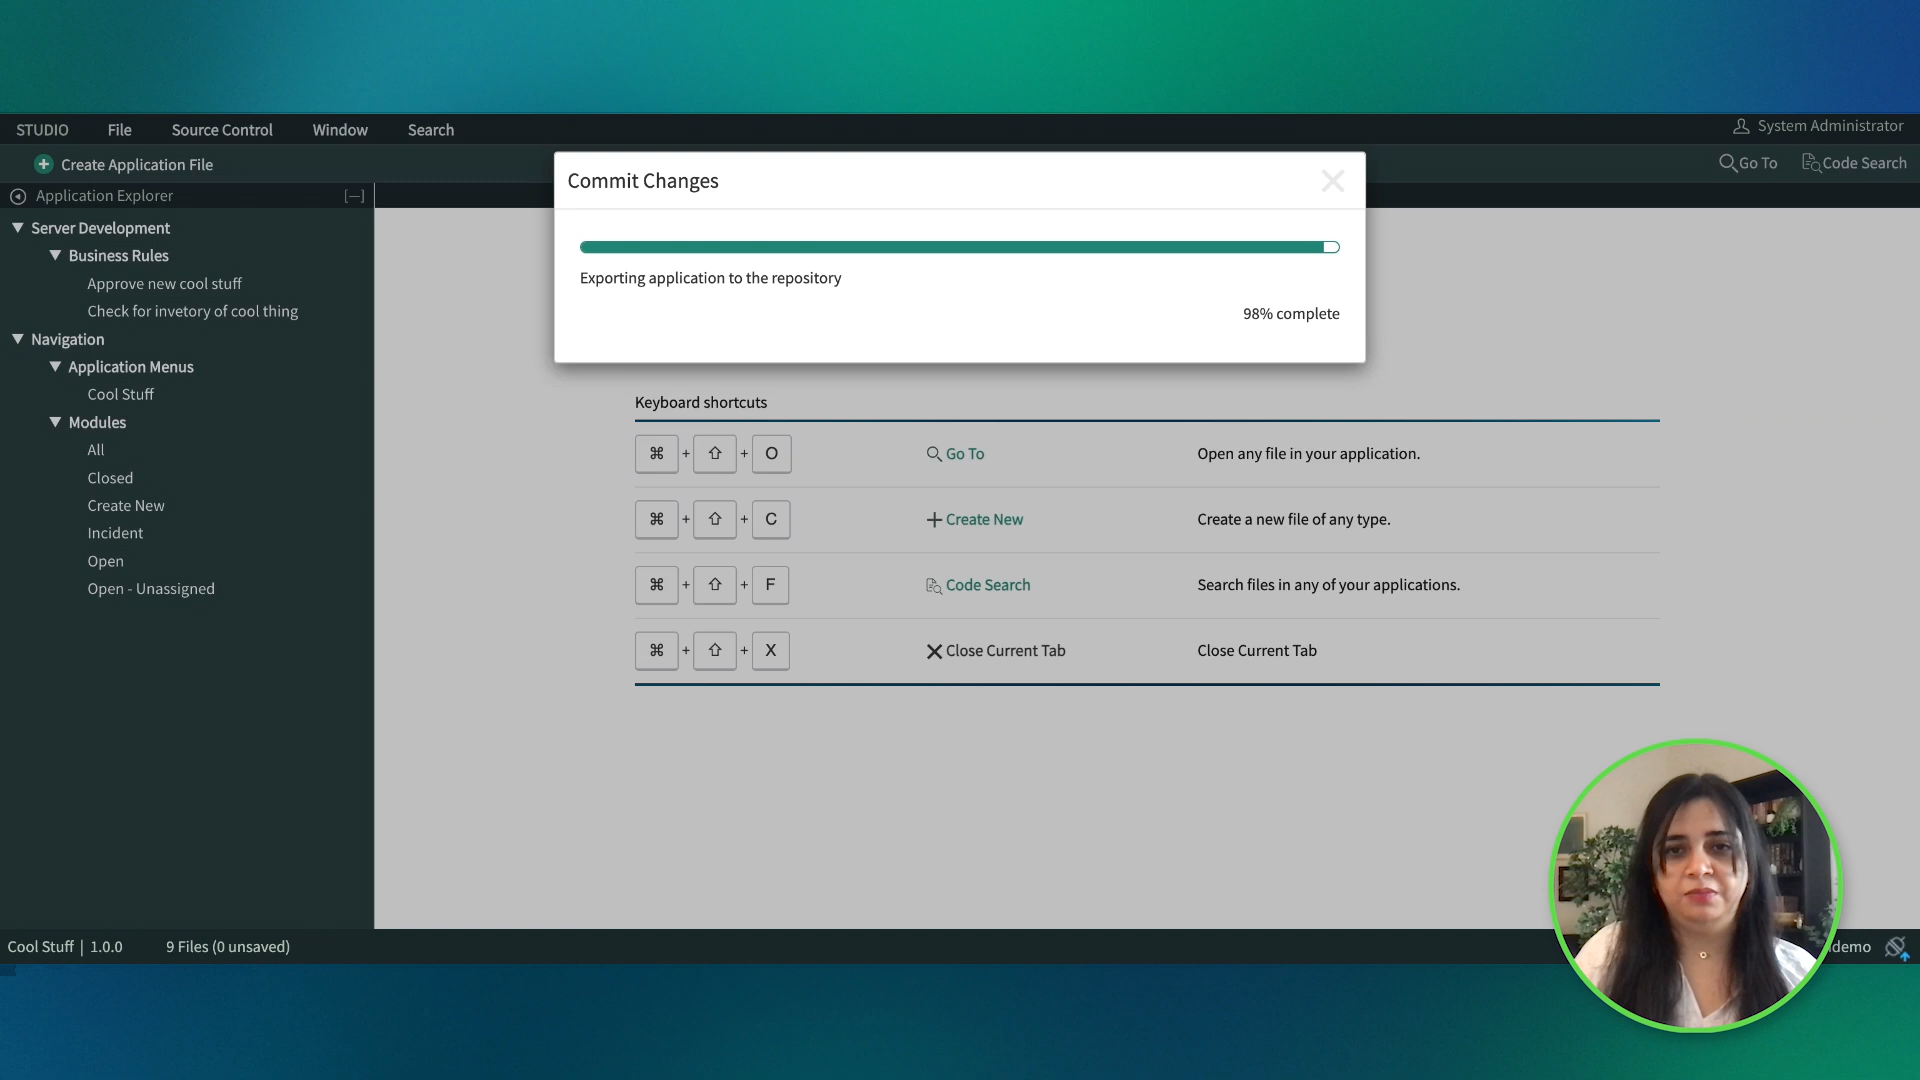 STUDIO File Source Control Window Search System Administrator
Create Application File Go To Code Search
Application Explorer
Server Development
Business Rules
Approve new cool stuff
Check for invetory of cool thing
Navigation
Application Menus
Cool Stuff
Modules
All
Closed
Create New
Incident
Open
Open - Unassigned
Commit Changes
Exporting application to the repository
98% complete
Keyboard shortcuts
⌘ + ⇧ + O Go To Open any file in your application.
⌘ + ⇧ + C Create New Create a new file of any type.
⌘ + ⇧ + F Code Search Search files in any of your applications.
⌘ + ⇧ + X Close Current Tab Close Current Tab
Cool Stuff | 1.0.0 9 Files (0 unsaved) demo